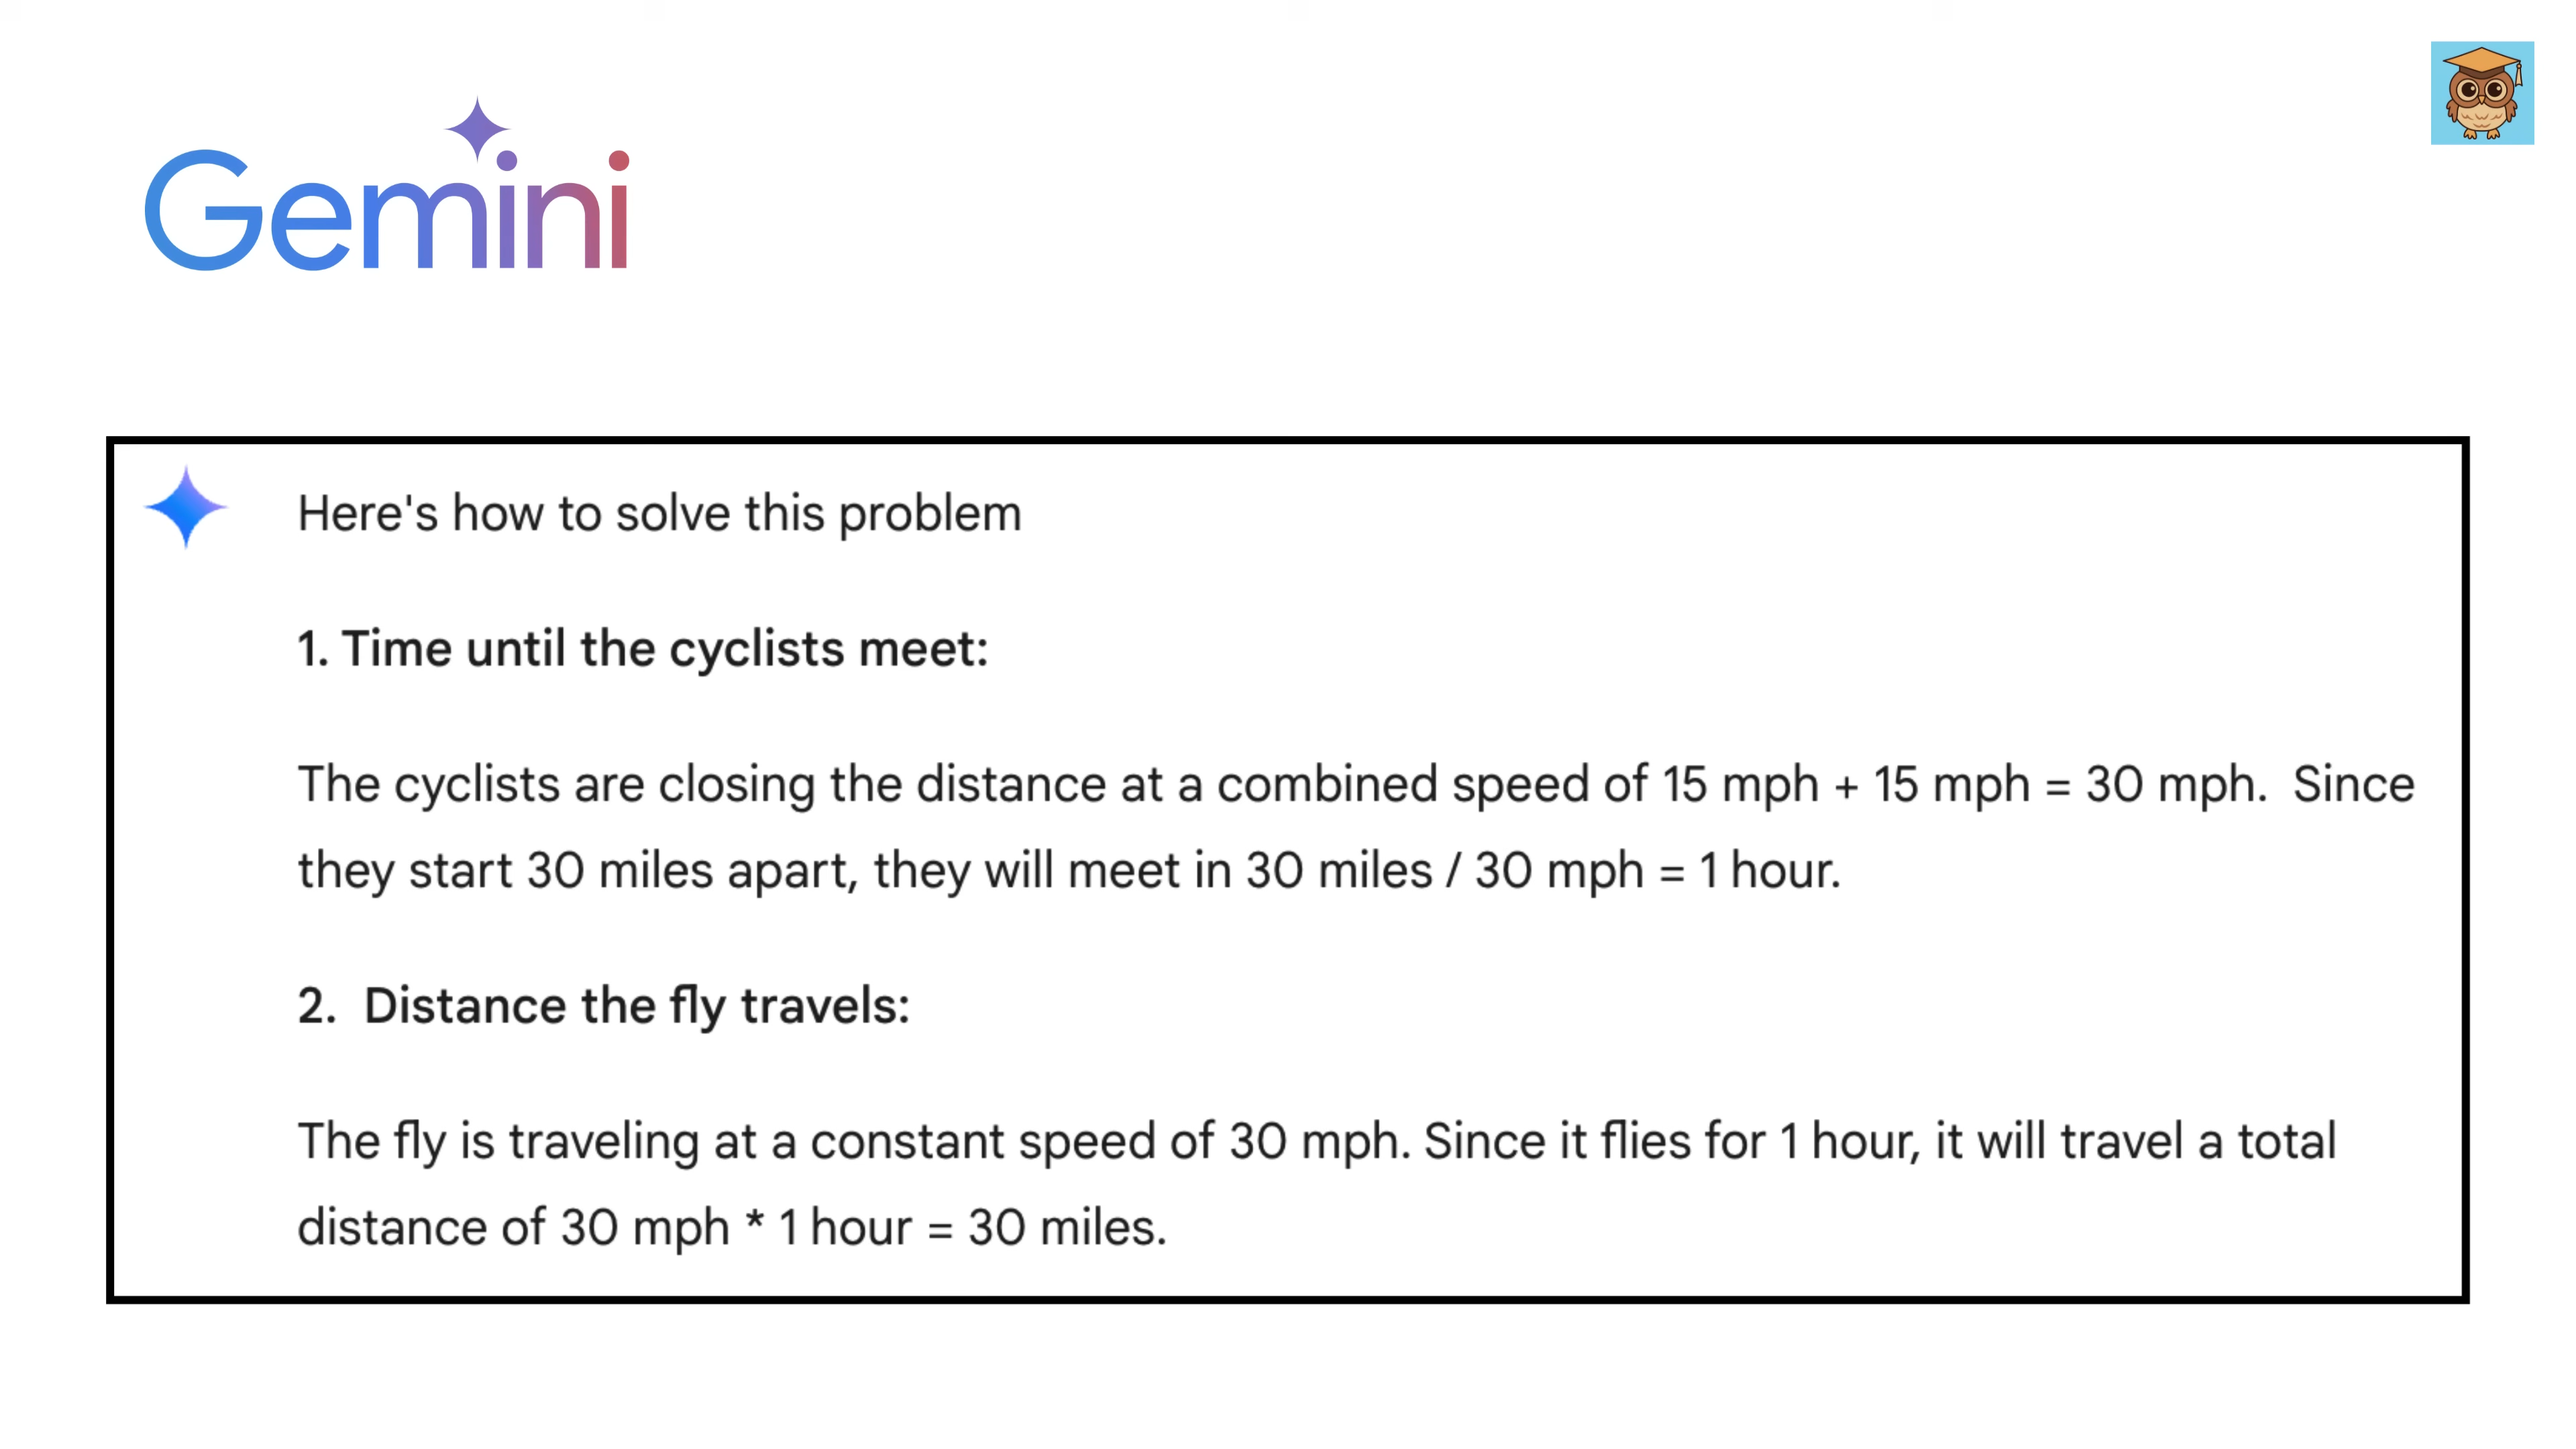 Gemini
Here's how to solve this problem
1. Time until the cyclists meet:
The cyclists are closing the distance at a combined speed of 15 mph + 15 mph = 30 mph.  Since
they start 30 miles apart, they will meet in 30 miles / 30 mph = 1 hour.
2.  Distance the fly travels:
The fly is traveling at a constant speed of 30 mph. Since it flies for 1 hour, it will travel a total
distance of 30 mph * 1 hour = 30 miles.